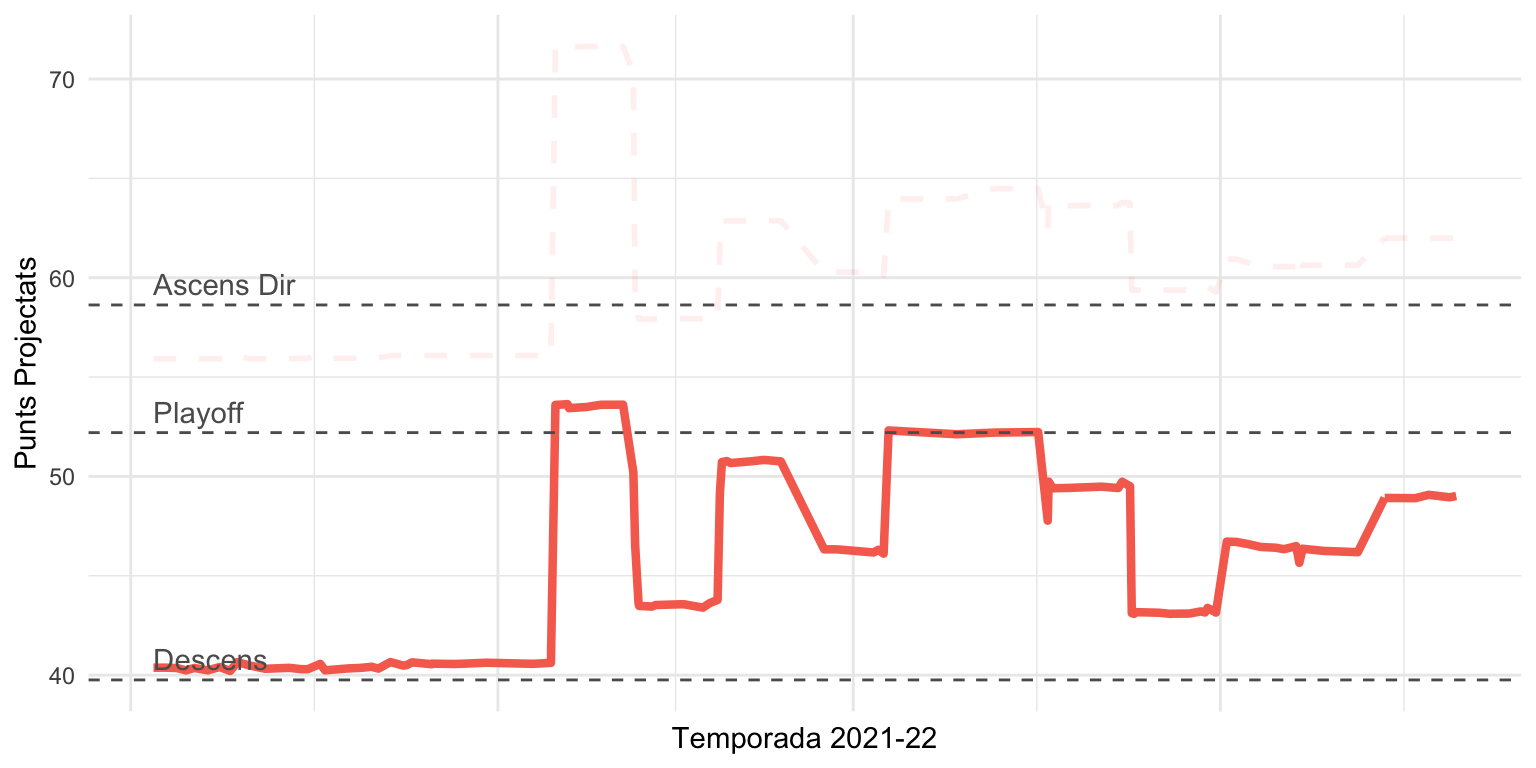 70
60
50
40
Punts Projectats
Ascens Dir
Playoff
Descens
Temporada 2021-22